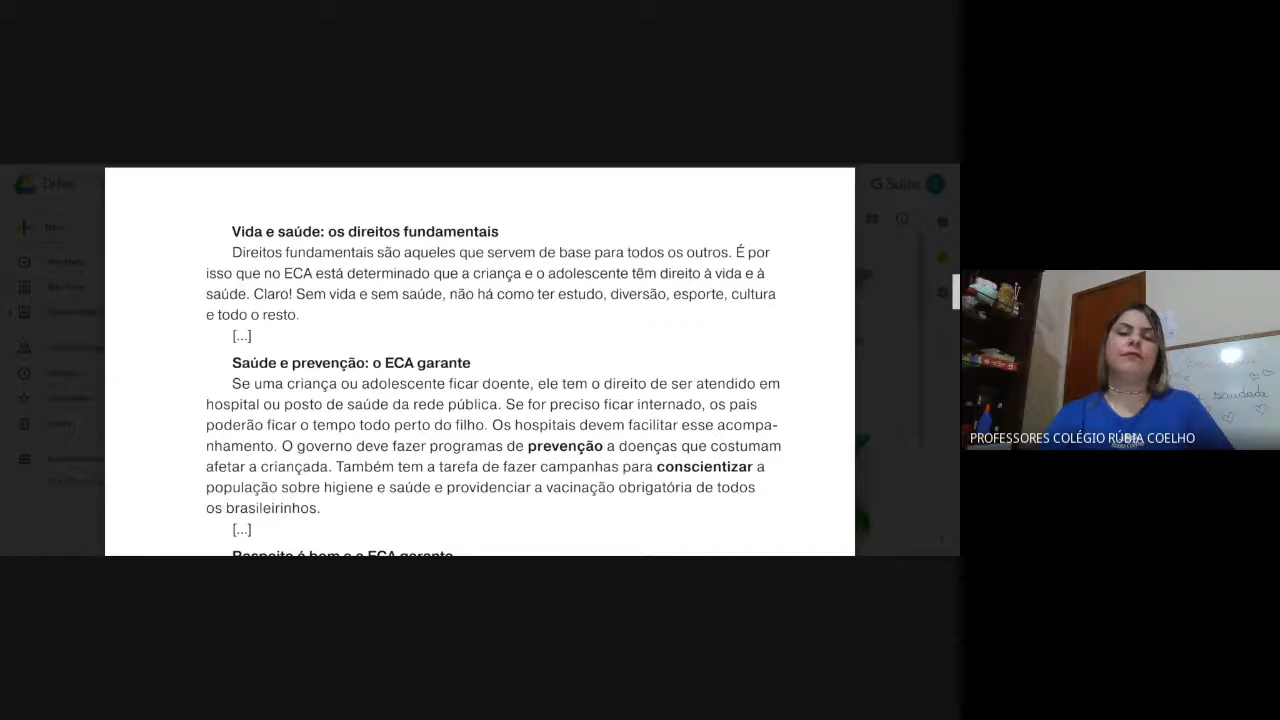 Drive
G Suite
Vida e saúde: os direitos fundamentais
Direitos fundamentais são aqueles que servem de base para todos os outros. É por
isso que no ECA está determinado que a criança e o adolescente têm direito à vida e à
saúde. Claro! Sem vida e sem saúde, não há como ter estudo, diversão, esporte, cultura
e todo o resto.
[...]
Saúde e prevenção: o ECA garante
Se uma criança ou adolescente ficar doente, ele tem o direito de ser atendido em
hospital ou posto de saúde da rede pública. Se for preciso ficar internado, os pais
poderão ficar o tempo todo perto do filho. Os hospitais devem facilitar esse acompa-
nhamento. O governo deve fazer programas de prevenção a doenças que costumam
afetar a criançada. Também tem a tarefa de fazer campanhas para conscientizar a
população sobre higiene e saúde e providenciar a vacinação obrigatória de todos
os brasileirinhos.
[...]
Respeito é bom e o ECA garante
saudade
PROFESSORES COLÉGIO RÚBIA COELHO